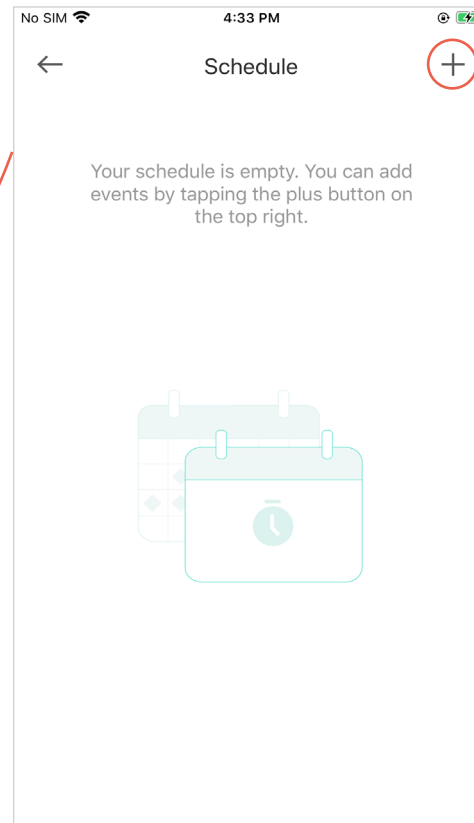 No SIM 4:33 PM
Schedule
Your schedule is empty. You can add
events by tapping the plus button on
the top right.